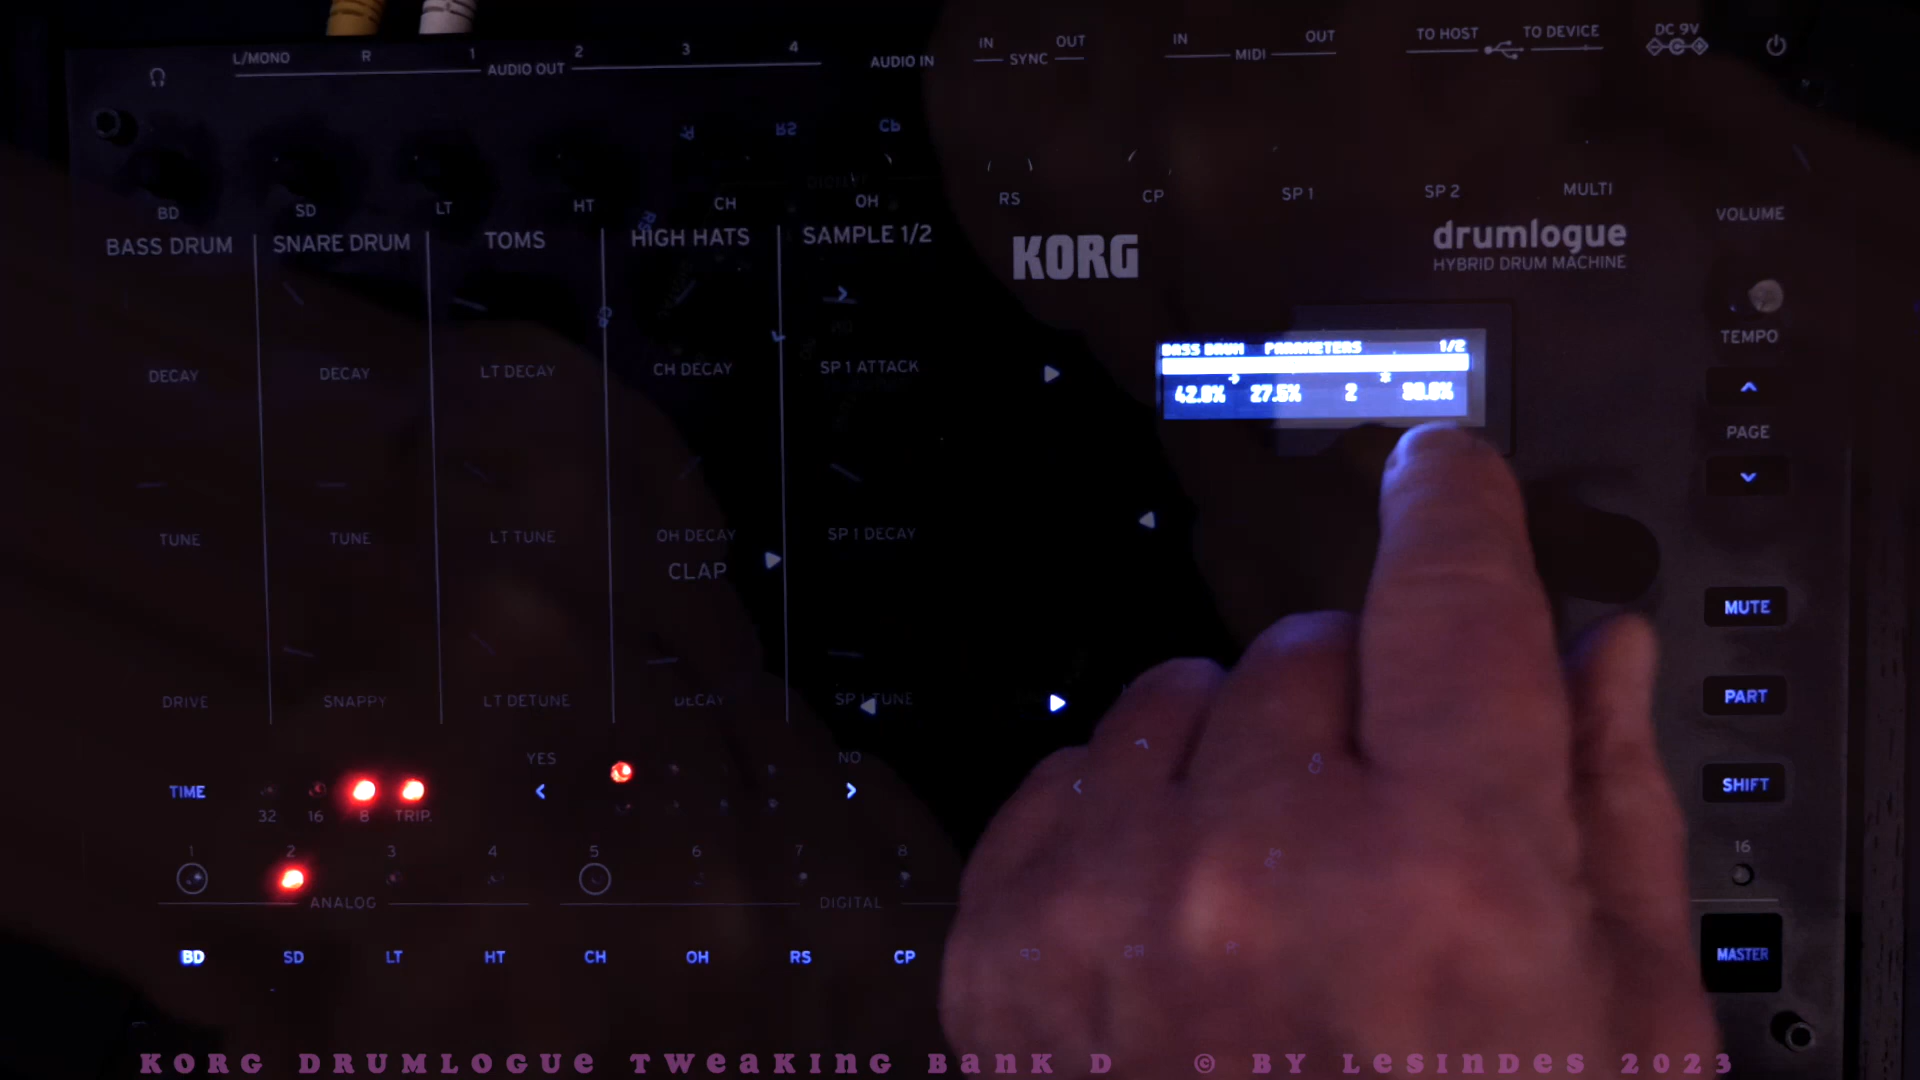 L/MONO R 1 2 3 4
AUDIO OUT
AUDIO IN
IN OUT
SYNC
IN OUT
MIDI
TO HOST TO DEVICE
DC 9V
BD SD LT HT CH OH RS CP SP 1 SP 2 MULTI
BASS DRUM SNARE DRUM TOMS HIGH HATS SAMPLE 1/2
KORG
drumlogue
HYBRID DRUM MACHINE
VOLUME
TEMPO
BASS DRUM PARAMETERS 1/2
27.5% 2
DECAY DECAY LT DECAY CH DECAY SP 1 ATTACK
PAGE
TUNE TUNE LT TUNE OH DECAY SP 1 DECAY
CLAP
MUTE
DRIVE SNAPPY LT DETUNE DECAY SP 1 TUNE
PART
YES NO
TIME
SHIFT
32 16 8 TRIP.
1 2 3 4 5 6 7 8 16
ANALOG DIGITAL
BD SD LT HT CH OH RS CP
MASTER
KORG DRUMLOGUE TWEAKING BANK D © BY LESINDES 2023